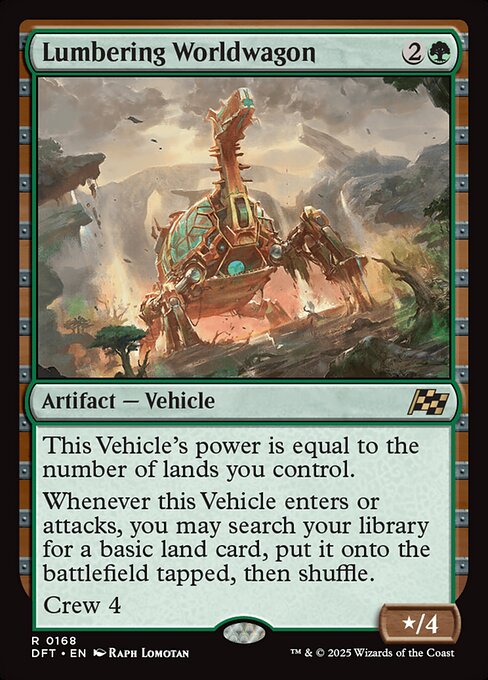 Lumbering Worldwagon 2
Artifact — Vehicle
This Vehicle's power is equal to the
number of lands you control.
Whenever this Vehicle enters or
attacks, you may search your library
for a basic land card, put it onto the
battlefield tapped, then shuffle.
Crew 4
★/4
R 0168
DFT • EN Raph Lomotan
™ & © 2025 Wizards of the Coast